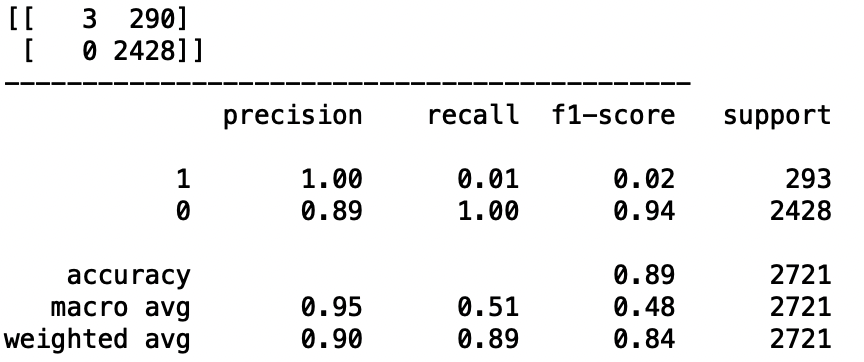 [[   3  290]
 [   0 2428]]
--------------------------------------------
              precision    recall  f1-score   support

           1       1.00      0.01      0.02       293
           0       0.89      1.00      0.94      2428

    accuracy                           0.89      2721
   macro avg       0.95      0.51      0.48      2721
weighted avg       0.90      0.89      0.84      2721